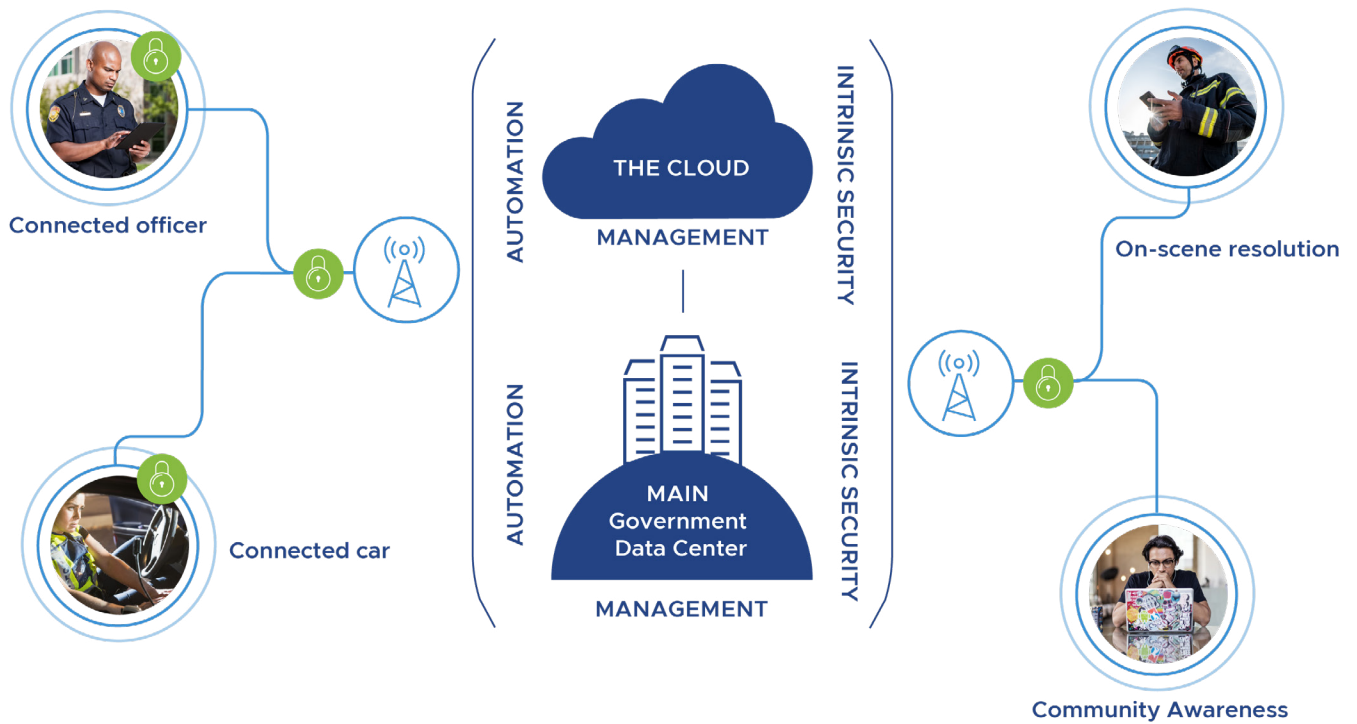 Connected officer
Connected car
AUTOMATION
THE CLOUD
MANAGEMENT
INTRINSIC SECURITY
AUTOMATION
MAIN
Government
Data Center
MANAGEMENT
INTRINSIC SECURITY
On-scene resolution
Community Awareness